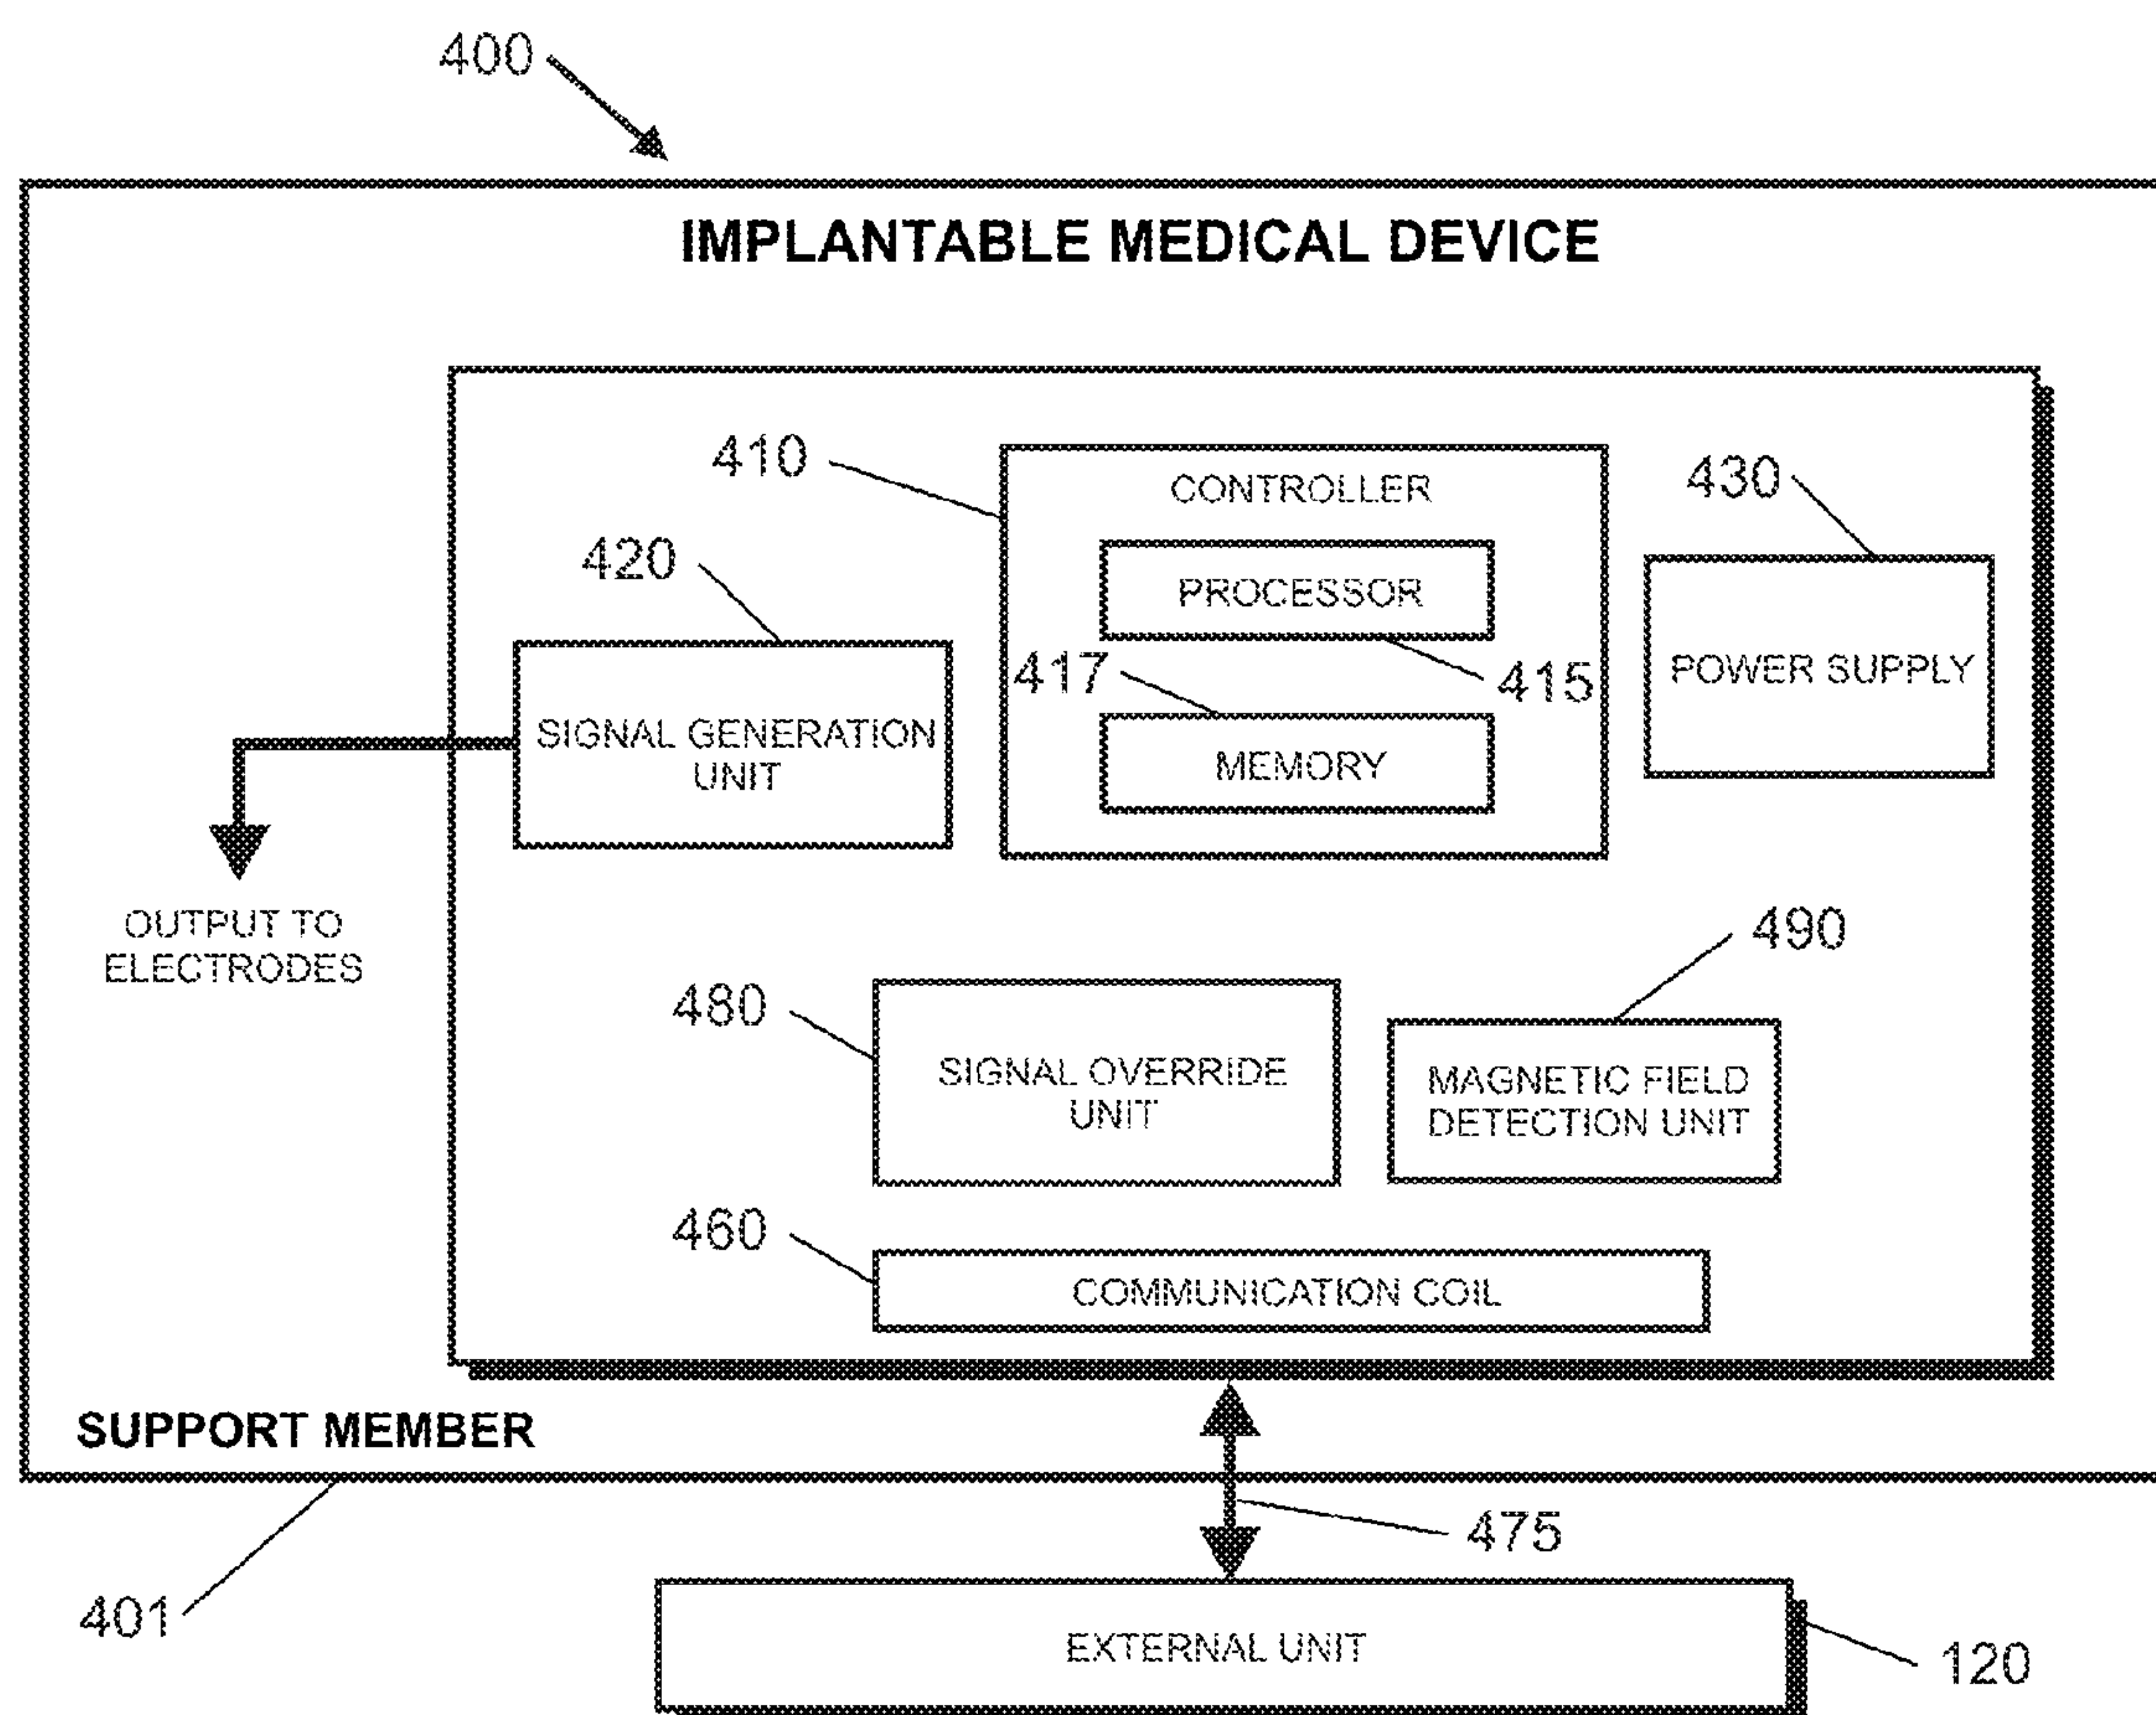 400
IMPLANTABLE MEDICAL DEVICE
410
CONTROLLER
430
420
PROCESSOR
417
415
POWER SUPPLY
SIGNAL GENERATION
UNIT
MEMORY
OUTPUT TO
ELECTRODES
490
480
SIGNAL OVERRIDE
UNIT
MAGNETIC FIELD
DETECTION UNIT
460
COMMUNICATION COIL
SUPPORT MEMBER
475
401
EXTERNAL UNIT
120